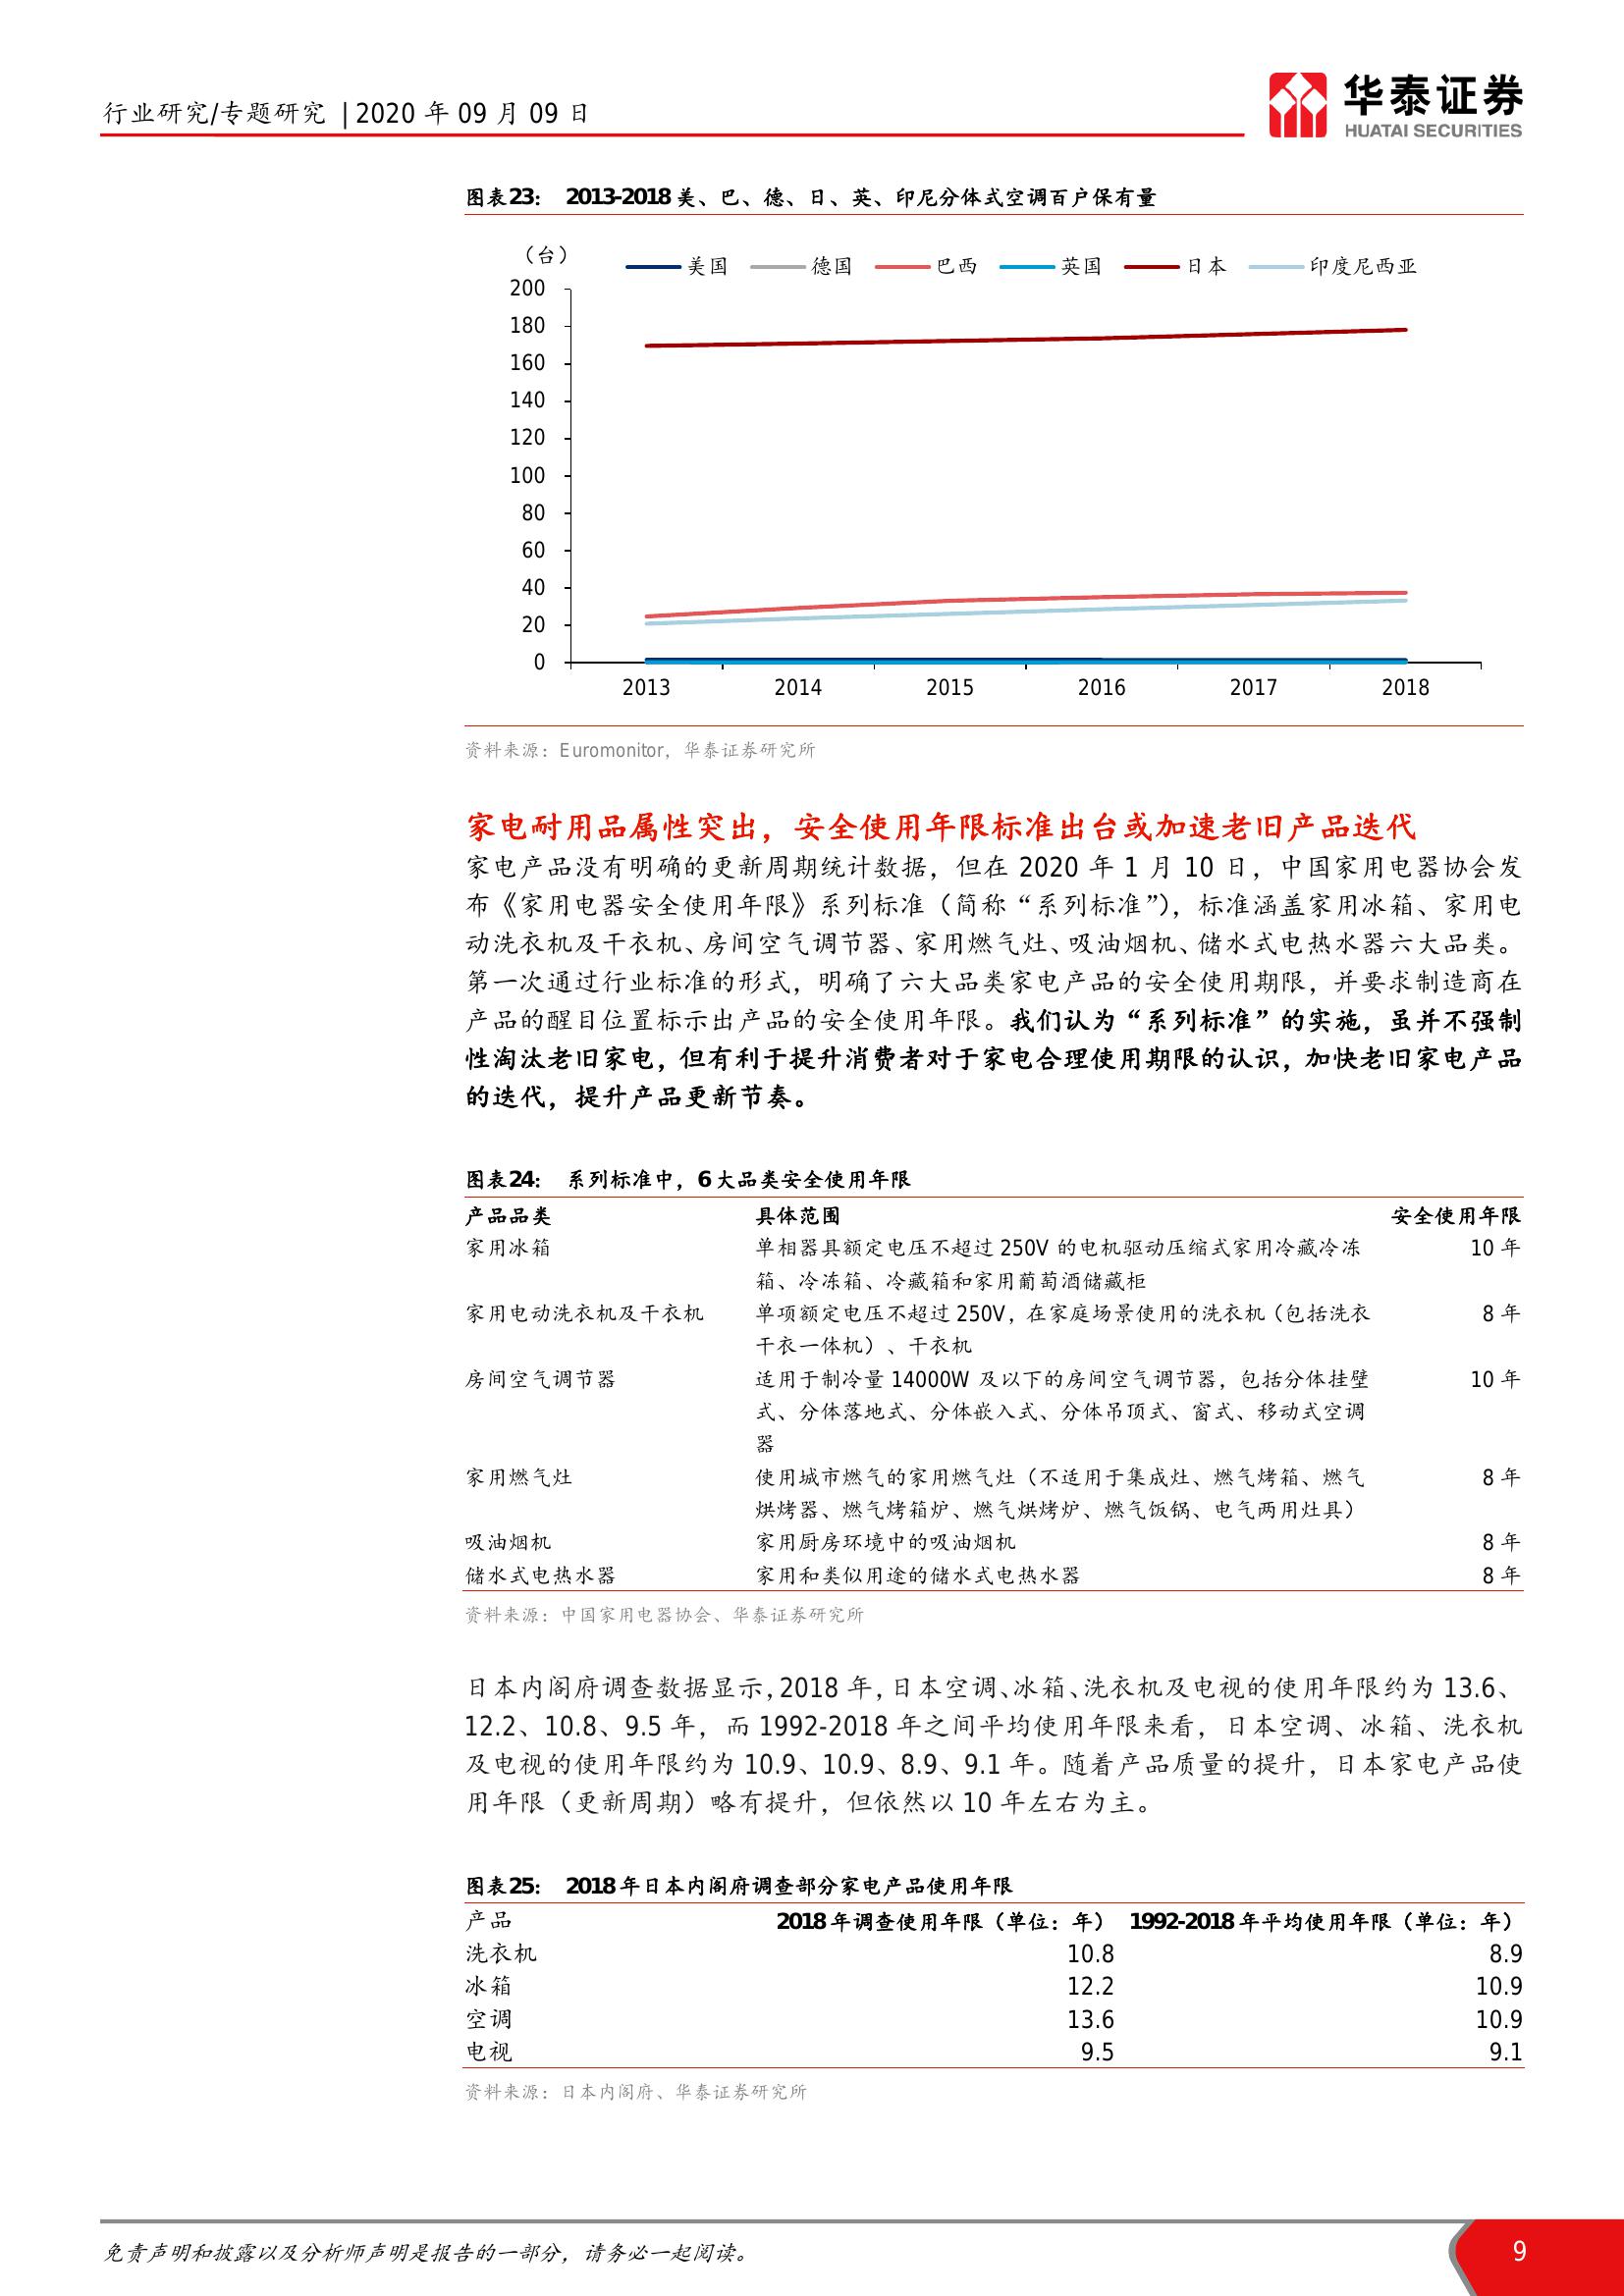 行业研究/专题研究 | 2020 年 09 月 09 日
华泰证券
HUATAI SECURITIES
图表23： 2013-2018 美、巴、德、日、英、印尼分体式空调百户保有量
（台）
美国 德国 巴西 英国 日本 印度尼西亚
200
180
160
140
120
100
80
60
40
20
0
2013 2014 2015 2016 2017 2018
资料来源：Euromonitor，华泰证券研究所
家电耐用品属性突出，安全使用年限标准出台或加速老旧产品迭代
家电产品没有明确的更新周期统计数据，但在 2020 年 1 月 10 日，中国家用电器协会发
布《家用电器安全使用年限》系列标准（简称“系列标准”），标准涵盖家用冰箱、家用电
动洗衣机及干衣机、房间空气调节器、家用燃气灶、吸油烟机、储水式电热水器六大品类。
第一次通过行业标准的形式，明确了六大品类家电产品的安全使用期限，并要求制造商在
产品的醒目位置标示出产品的安全使用年限。我们认为“系列标准”的实施，虽并不强制
性淘汰老旧家电，但有利于提升消费者对于家电合理使用期限的认识，加快老旧家电产品
的迭代，提升产品更新节奏。
图表24： 系列标准中，6 大品类安全使用年限
产品品类 具体范围 安全使用年限
家用冰箱 单相器具额定电压不超过 250V 的电机驱动压缩式家用冷藏冷冻 10 年
箱、冷冻箱、冷藏箱和家用葡萄酒储藏柜
家用电动洗衣机及干衣机 单项额定电压不超过 250V，在家庭场景使用的洗衣机（包括洗衣 8 年
干衣一体机）、干衣机
房间空气调节器 适用于制冷量 14000W 及以下的房间空气调节器，包括分体挂壁 10 年
式、分体落地式、分体嵌入式、分体吊顶式、窗式、移动式空调
器
家用燃气灶 使用城市燃气的家用燃气灶（不适用于集成灶、燃气烤箱、燃气 8 年
烘烤器、燃气烤箱炉、燃气烘烤炉、燃气饭锅、电气两用灶具）
吸油烟机 家用厨房环境中的吸油烟机 8 年
储水式电热水器 家用和类似用途的储水式电热水器 8 年
资料来源：中国家用电器协会、华泰证券研究所
日本内阁府调查数据显示，2018 年，日本空调、冰箱、洗衣机及电视的使用年限约为 13.6、
12.2、10.8、9.5 年，而 1992-2018 年之间平均使用年限来看，日本空调、冰箱、洗衣机
及电视的使用年限约为 10.9、10.9、8.9、9.1 年。随着产品质量的提升，日本家电产品使
用年限（更新周期）略有提升，但依然以 10 年左右为主。
图表25： 2018 年日本内阁府调查部分家电产品使用年限
产品 2018 年调查使用年限（单位：年） 1992-2018 年平均使用年限（单位：年）
洗衣机 10.8 8.9
冰箱 12.2 10.9
空调 13.6 10.9
电视 9.5 9.1
资料来源：日本内阁府、华泰证券研究所
免责声明和披露以及分析师声明是报告的一部分，请务必一起阅读。 9